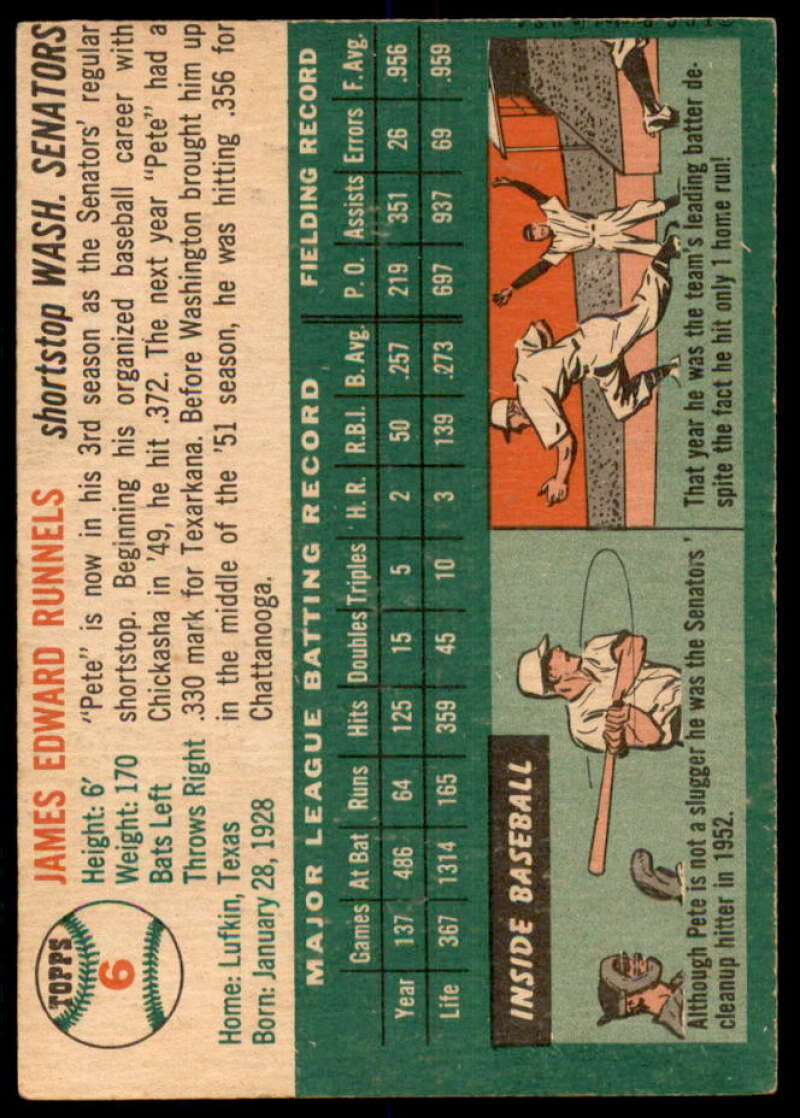 TOPPS
6
JAMES EDWARD RUNNELS shortstop WASH. SENATORS
Height: 6'
Weight: 170
Bats Left
Throws Right
Home: Lufkin, Texas
Born: January 28, 1928
"Pete" is now in his 3rd season as the Senators' regular
shortstop. Beginning his organized baseball career with
Chickasha in '49, he hit .372. The next year "Pete" had a
.330 mark for Texarkana. Before Washington brought him up
in the middle of the '51 season, he was hitting .356 for
Chattanooga.
MAJOR LEAGUE BATTING RECORD FIELDING RECORD
Games At Bat Runs Hits Doubles Triples H. R. R.B.I. B. Avg. P. O. Assists Errors F. Avg.
Year 137 486 64 125 15 5 2 50 .257 219 351 26 .956
Life 367 1314 165 359 45 10 3 139 .273 697 937 69 .959
INSIDE BASEBALL
Although Pete is not a slugger he was the Senators'
cleanup hitter in 1952.
That year he was the team's leading batter de-
spite the fact he hit only 1 home run!